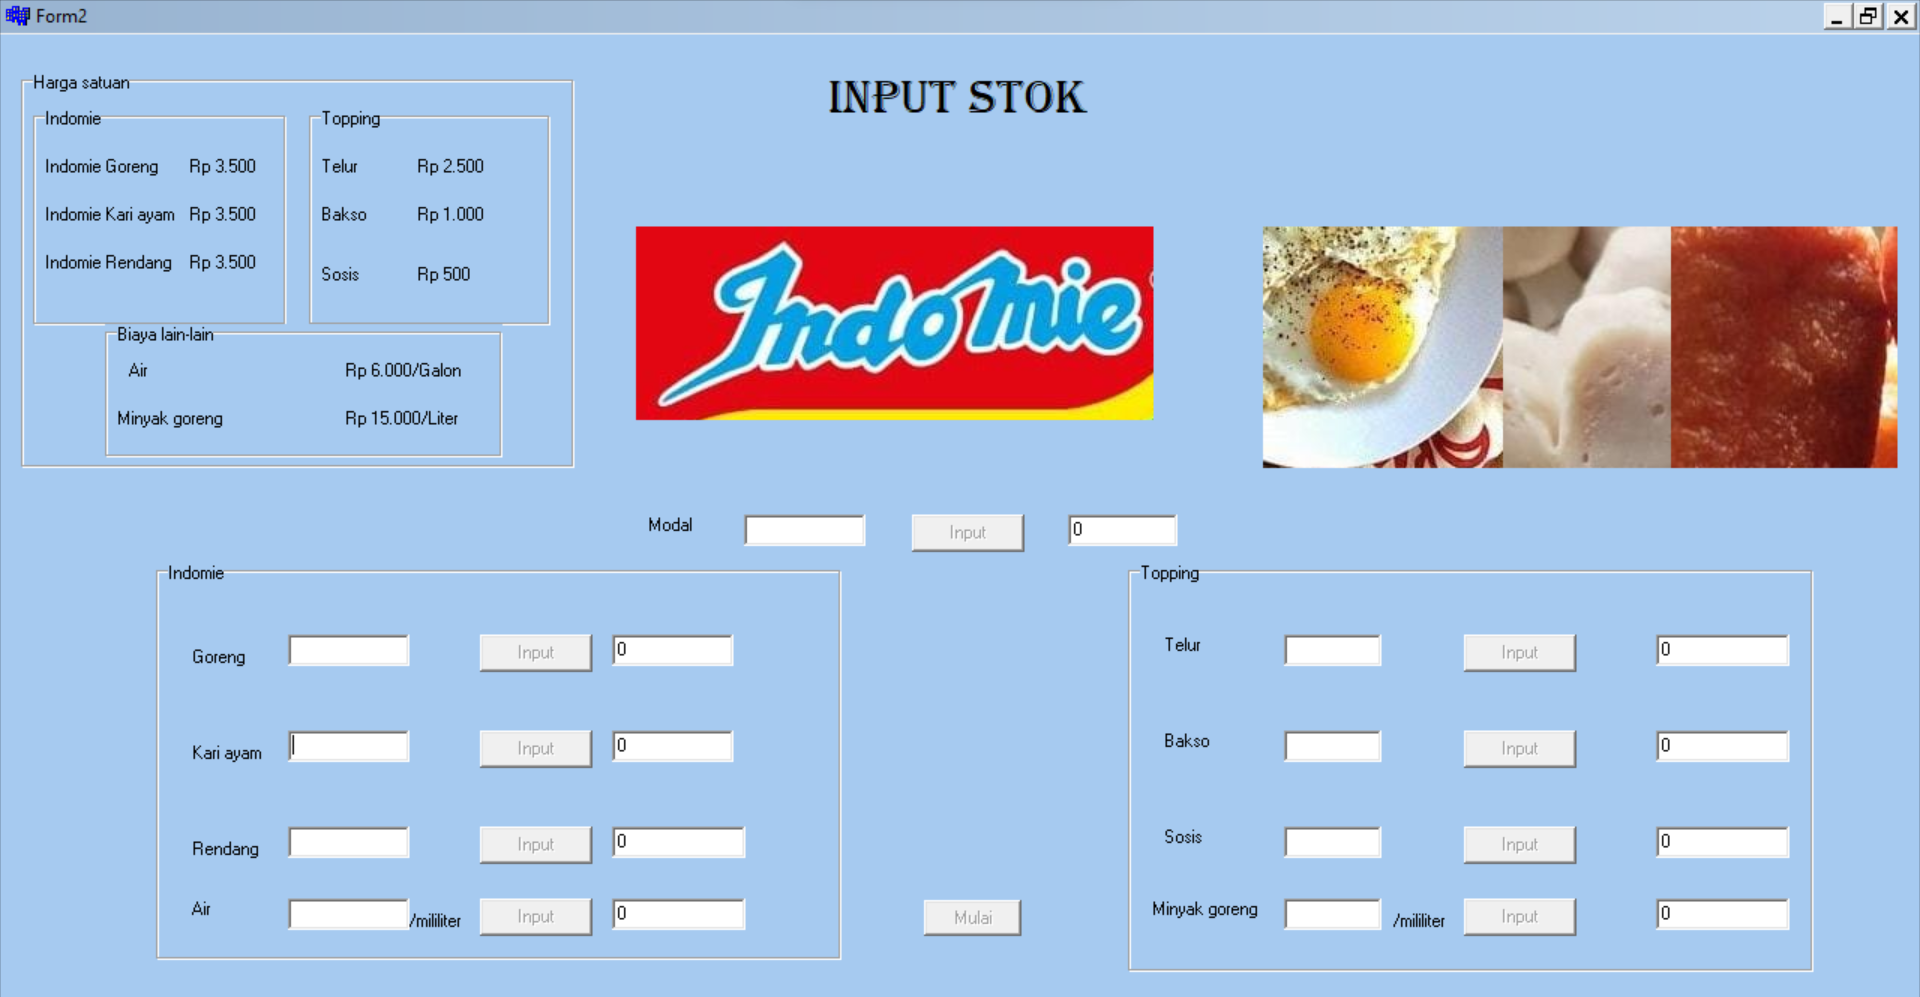 Form2
INPUT STOK
Harga satuan
Indomie
Indomie Goreng Rp 3.500
Indomie Kari ayam Rp 3.500
Indomie Rendang Rp 3.500
Topping
Telur Rp 2.500
Bakso Rp 1.000
Sosis Rp 500
Biaya lain-lain
Air Rp 6.000/Galon
Minyak goreng Rp 15.000/Liter
Indomie
Modal Input 0
Indomie
Goreng Input 0
Kari ayam Input 0
Rendang Input 0
Air /mililiter Input 0
Mulai
Topping
Telur Input 0
Bakso Input 0
Sosis Input 0
Minyak goreng /mililiter Input 0